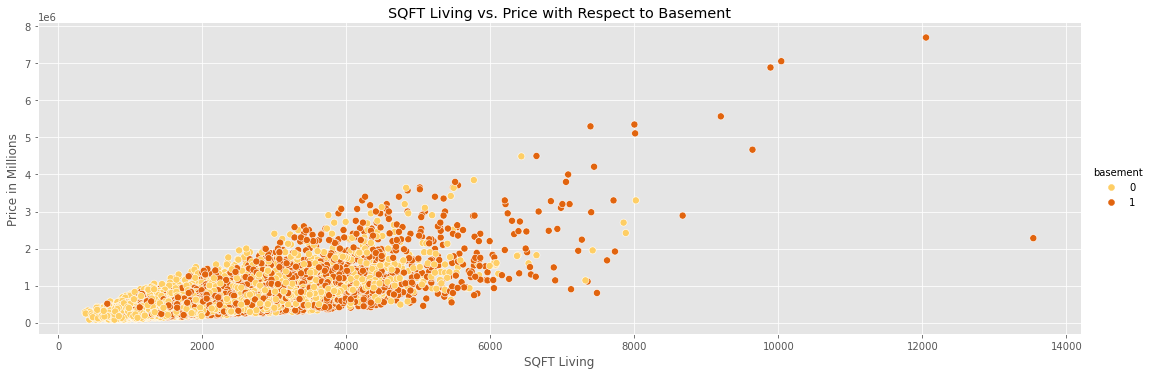 SQFT Living vs. Price with Respect to Basement
1e6
8
7
6
5
4
3
2
1
0
Price in Millions
0 2000 4000 6000 8000 10000 12000 14000
SQFT Living
basement
0
1